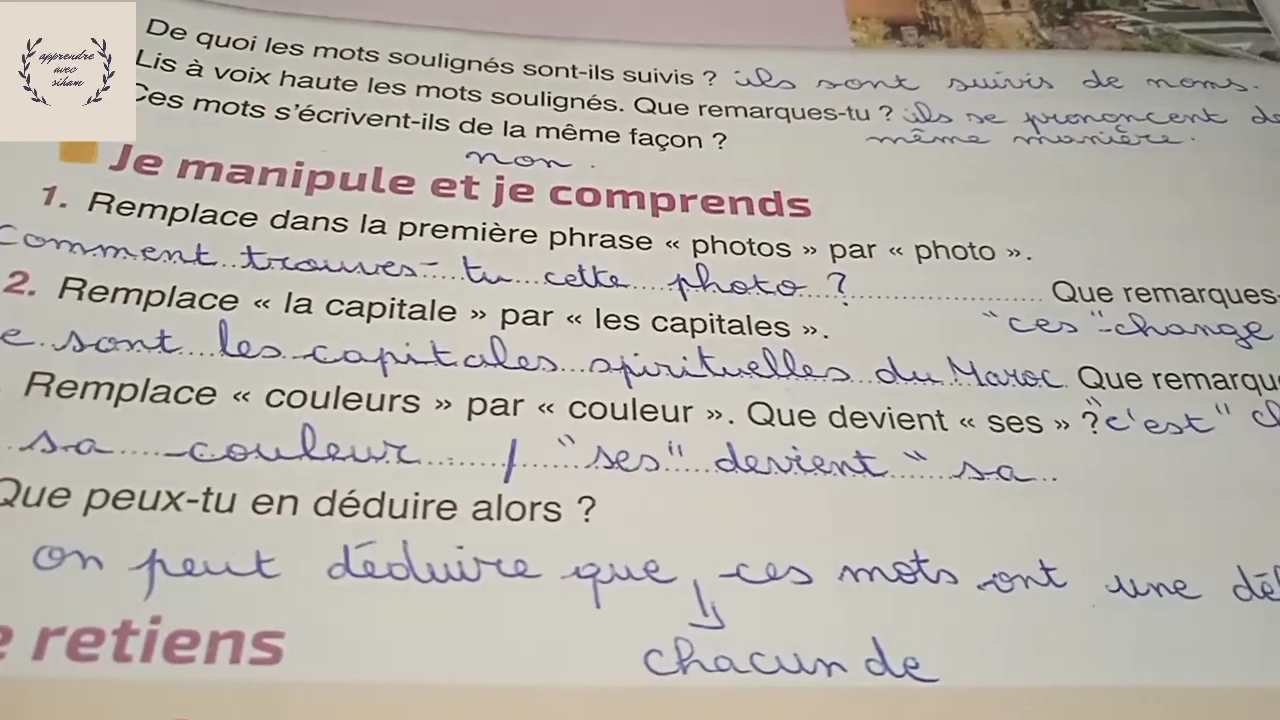 apprendre
avec
siham
De quoi les mots soulignés sont-ils suivis ? ils sont suivis de noms.
Lis à voix haute les mots soulignés. Que remarques-tu ? ils se prononcent de
même manière.
Ces mots s'écrivent-ils de la même façon ?
non.
Je manipule et je comprends
1. Remplace dans la première phrase « photos » par « photo ».
comment trouves-tu cette photo ? Que remarques-
2. Remplace « la capitale » par « les capitales ». "ces" change
e sont les capitales spirituelles du Maroc Que remarqu
Remplace « couleurs » par « couleur ». Que devient « ses » ? "c'est" c
sa couleur / "ses" devient "sa
Que peux-tu en déduire alors ?
on peut déduire que ces mots ont une dé
chacun de
e retiens